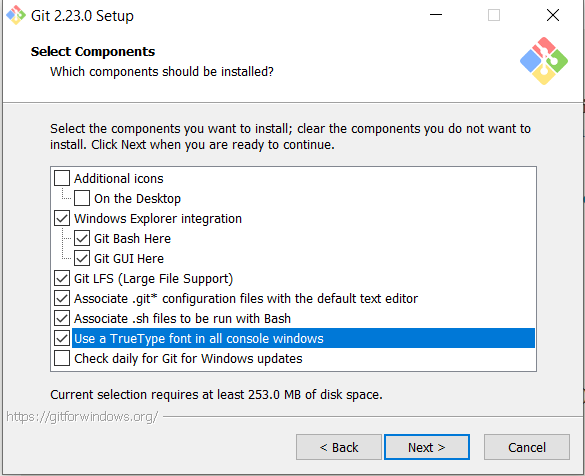 Git 2.23.0 Setup
Select Components
Which components should be installed?
Select the components you want to install; clear the components you do not want to
install. Click Next when you are ready to continue.
Additional icons
On the Desktop
Windows Explorer integration
Git Bash Here
Git GUI Here
Git LFS (Large File Support)
Associate .git* configuration files with the default text editor
Associate .sh files to be run with Bash
Use a TrueType font in all console windows
Check daily for Git for Windows updates
Current selection requires at least 253.0 MB of disk space.
https://gitforwindows.org/
< Back
Next >
Cancel